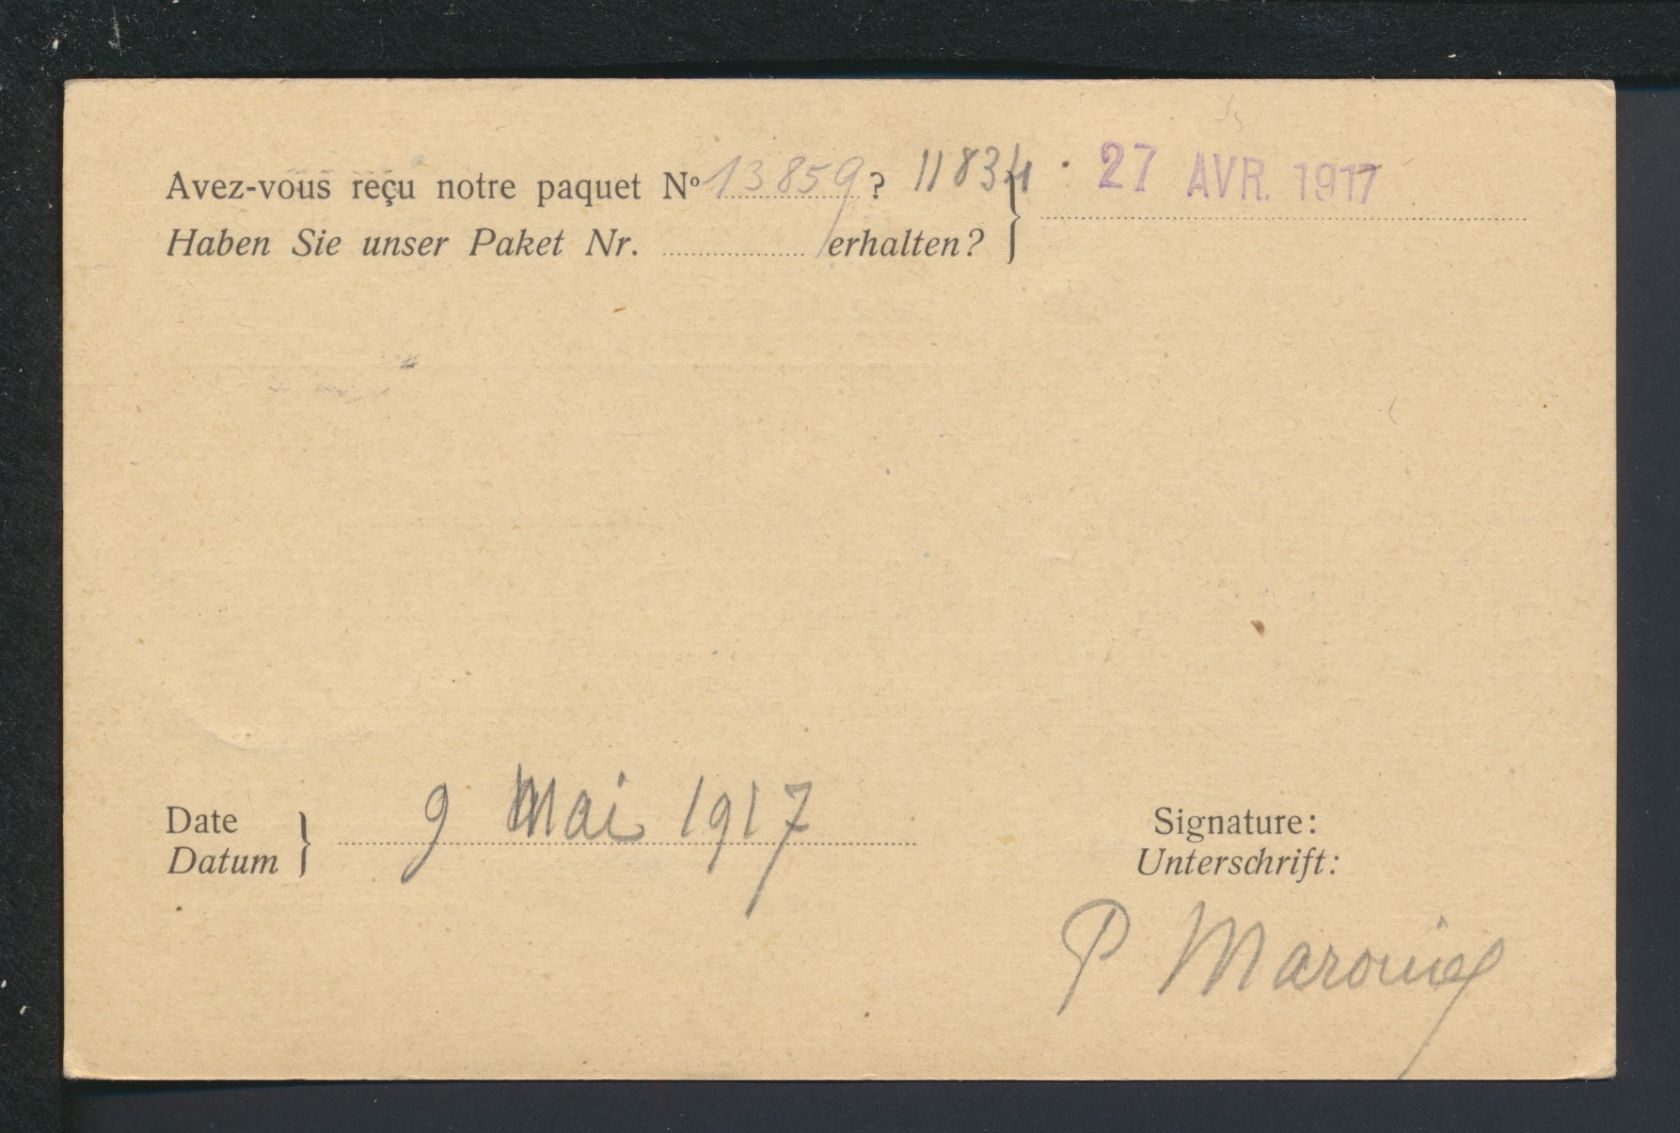 Avez-vous reçu notre paquet Nº 13859? 11834 27 AVR. 1917
Haben Sie unser Paket Nr. erhalten?
Date
Datum
9 Mai 1917
Signature:
Unterschrift:
P